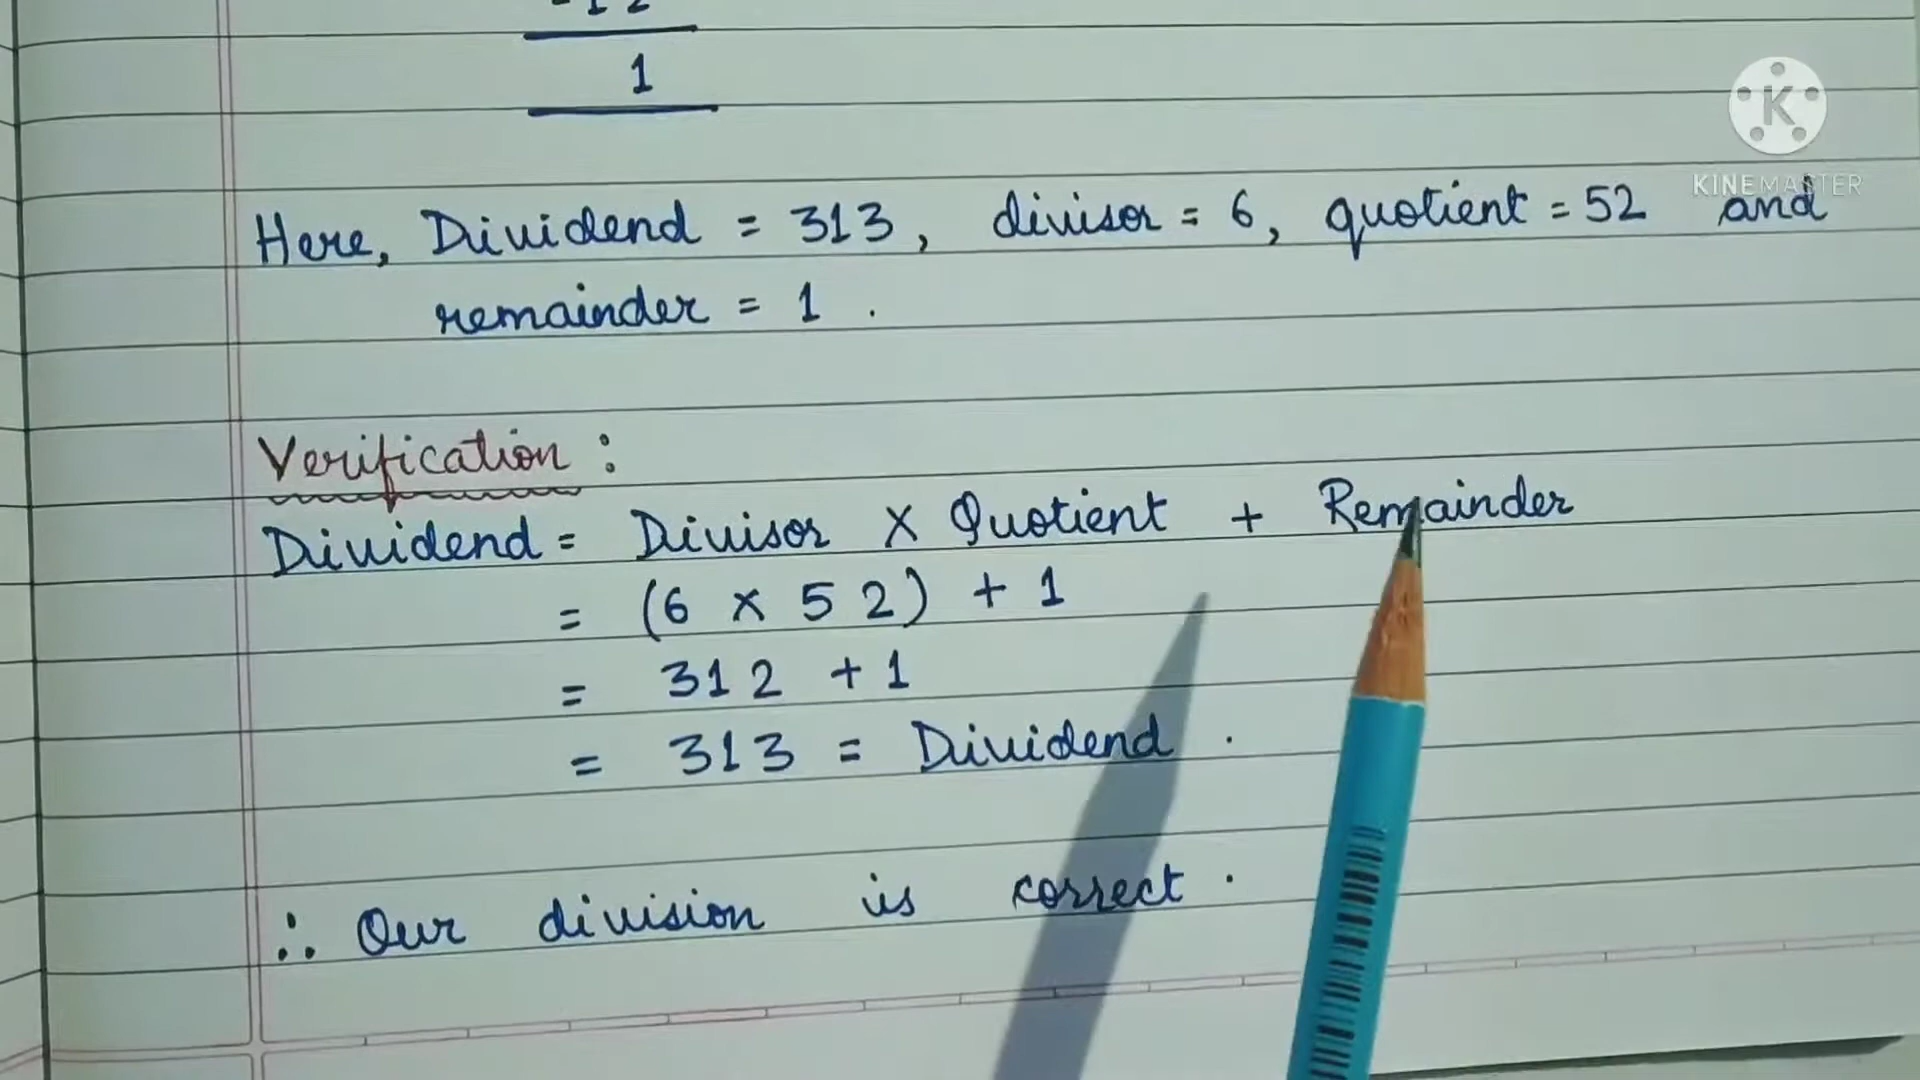 -12
1
Here, Dividend = 313, divisor = 6, quotient = 52 and
remainder = 1 .
Verification :
Dividend = Divisor X Quotient + Remainder
= (6 x 52) + 1
= 312 + 1
= 313 = Dividend .
∴ Our division is correct .
K
KINEMASTER